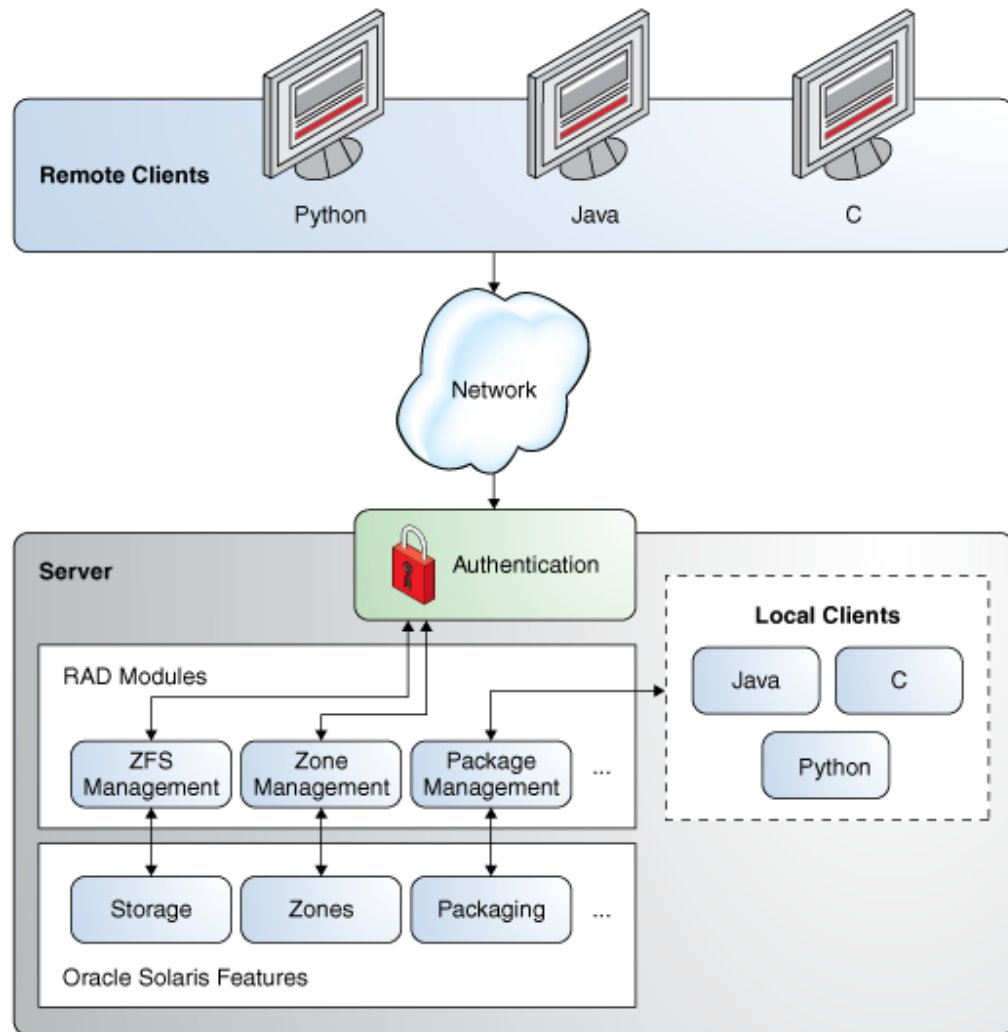 Remote Clients
Python
Java
C
Network
Server
Authentication
Local Clients
Java
C
Python
RAD Modules
ZFS
Management
Zone
Management
Package
Management
...
Storage
Zones
Packaging
...
Oracle Solaris Features